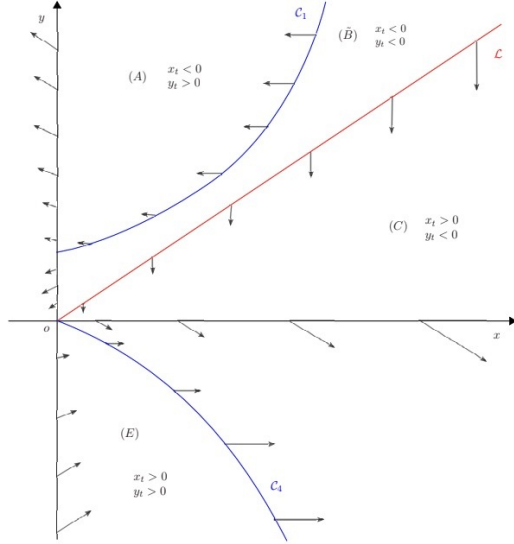 y
C₁
(B̃) xₜ < 0
yₜ < 0
(A) xₜ < 0
yₜ > 0
L
(C) xₜ > 0
yₜ < 0
o
x
(E)
xₜ > 0
yₜ > 0
C₄